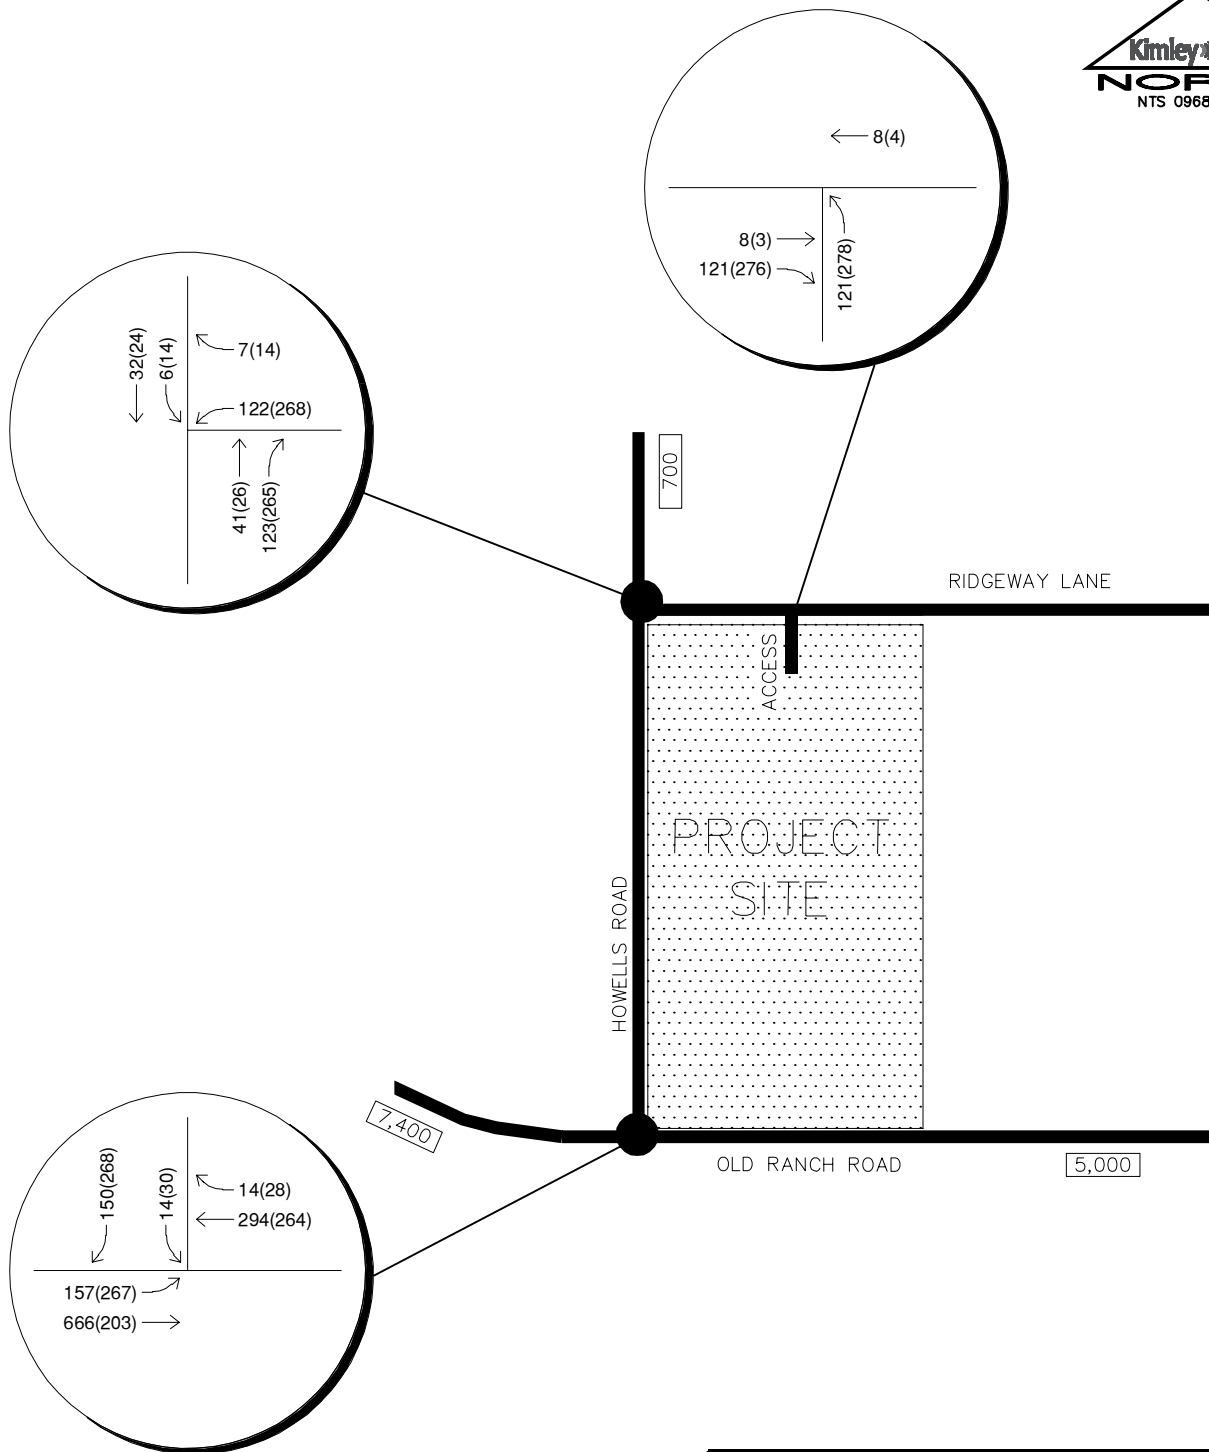 Kimley
NTS 0968
8(4)
8(3)
121(276)
121(278)
32(24)
6(14)
7(14)
122(268)
41(26)
123(265)
700
RIDGEWAY LANE
ACCESS
PROJECT
SITE
HOWELLS ROAD
7,400
OLD RANCH ROAD
5,000
150(268)
14(30)
14(28)
294(264)
157(267)
666(203)